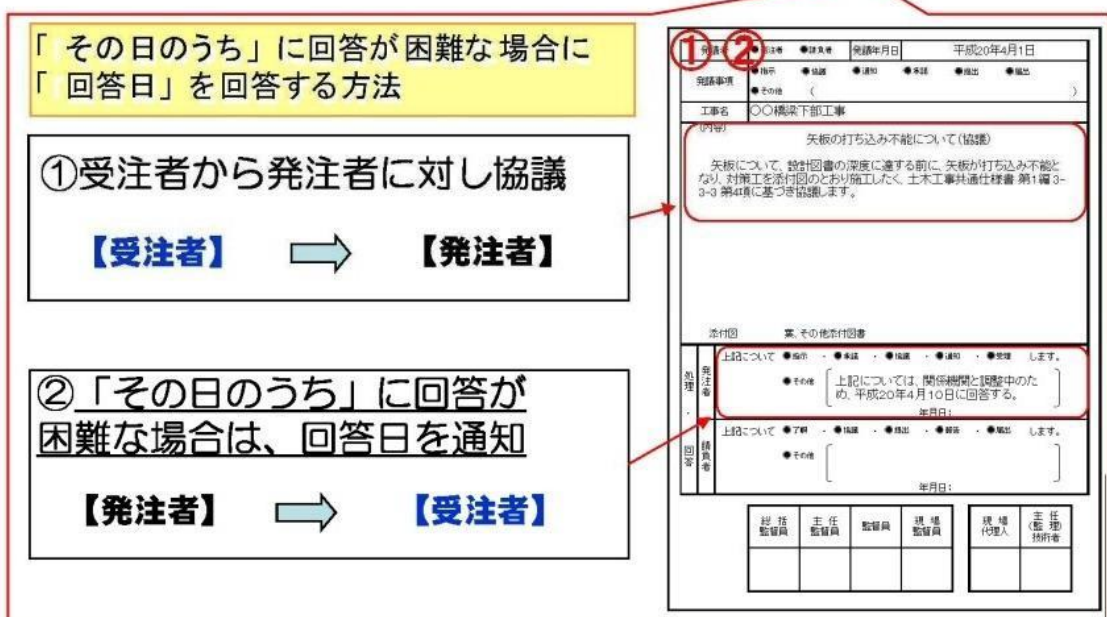 「その日のうち」に回答が困難な場合に
「回答日」を回答する方法
①受注者から発注者に対し協議
【受注者】 ⇨ 【発注者】
②「その日のうち」に回答が
困難な場合は、回答日を通知
【発注者】 ⇨ 【受注者】
① ②
●請負者 発議年月日 平成20年4月1日
発議事項 ●指示 ●協議 ●通知 ●承諾 ●提出 ●届出
●その他 ( )
工事名 ○○橋梁下部工事
(内容)
矢板の打ち込み不能について(協議)
矢板について、設計図書の深度に達する前に、矢板が打ち込み不能と
なり、対策工を添付図のとおり施工したく、土木工事共通仕様書 第1編 3-
3-3 第4項に基づき協議します。
添付図 葉、その他添付図書
処理・回答
発注者
上記について ●指示 ・ ●承諾 ・ ●協議 ・ ●通知 ・ ●受理 します。
●その他 上記については、関係機関と調整中のた
め、平成20年4月10日に回答する。
年月日:
請負者
上記について ●了解 ・ ●協議 ・ ●提出 ・ ●報告 ・ ●届出 します。
●その他
年月日:
総括監督員 主任監督員 監督員 現場監督員 現場代理人 主任(監理)技術者